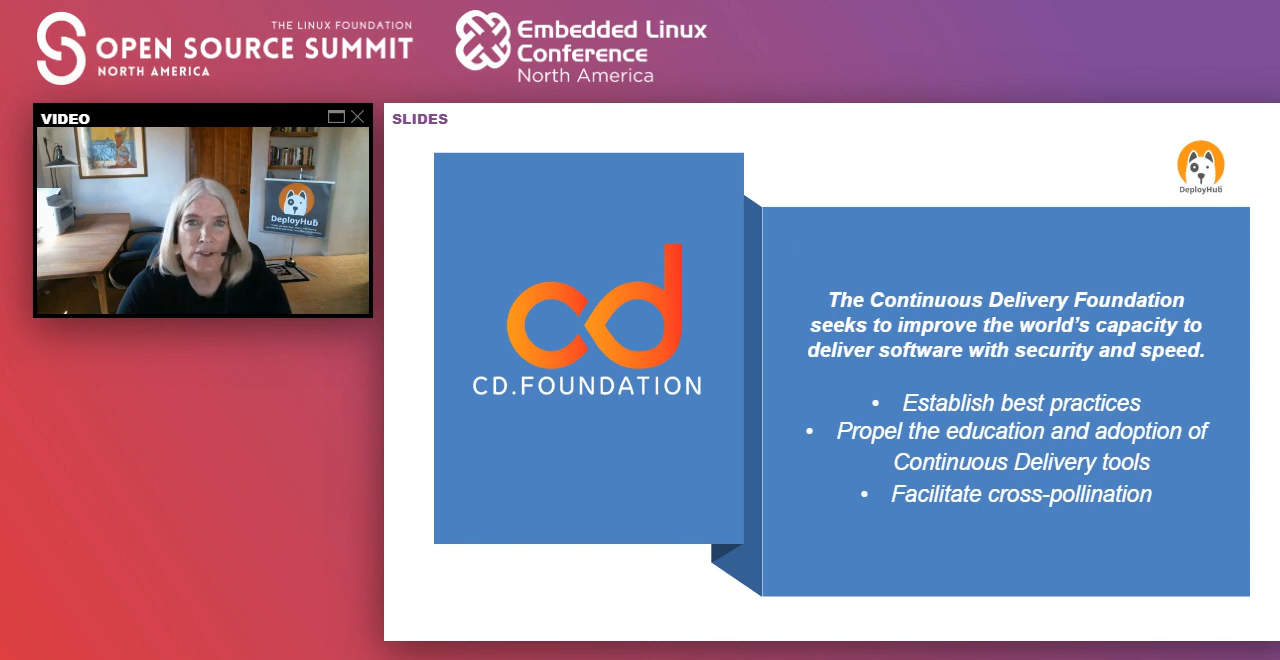 THE LINUX FOUNDATION
OPEN SOURCE SUMMIT
NORTH AMERICA
Embedded Linux
Conference
North America
VIDEO
DeployHub
SLIDES
DeployHub
CD.FOUNDATION
The Continuous Delivery Foundation
seeks to improve the world’s capacity to
deliver software with security and speed.
• Establish best practices
• Propel the education and adoption of
Continuous Delivery tools
• Facilitate cross-pollination